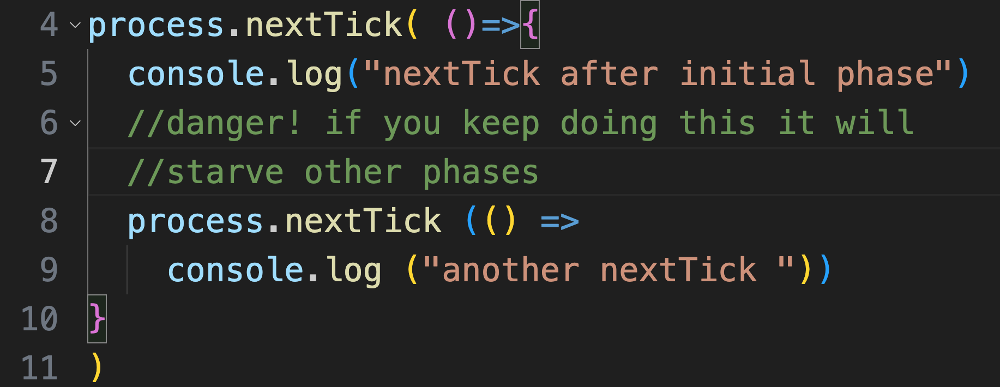 4 process.nextTick( ()=>{
5 console.log("nextTick after initial phase")
6 //danger! if you keep doing this it will
7 //starve other phases
8 process.nextTick (() =>
9 console.log ("another nextTick "))
10 }
11 )